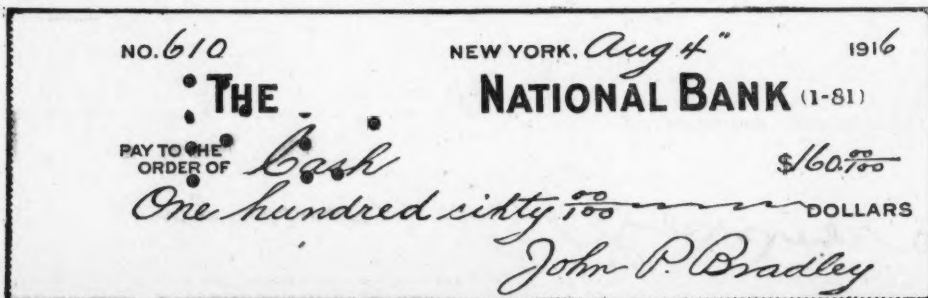 NO. 610 NEW YORK, Aug 4" 1916
THE NATIONAL BANK (1-81)
PAY TO THE
ORDER OF Cash $160.00/100
One hundred cihty 00/100 DOLLARS
John P. Bradley